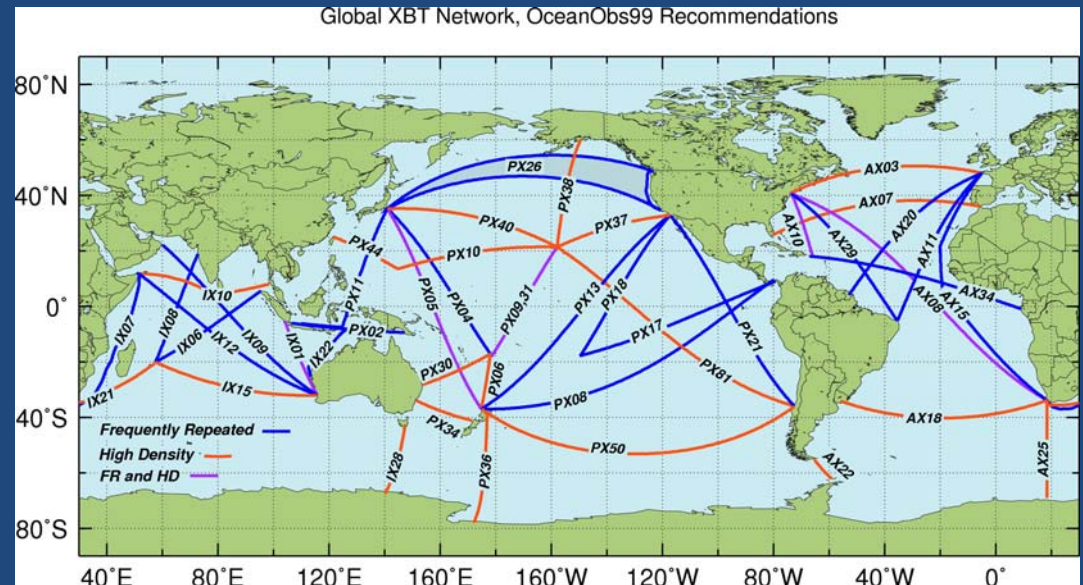 Global XBT Network, OceanObs99 Recommendations
80˚N
40˚N
0˚
40˚S
80˚S
PX26
PX38
AX03
AX07
PX40
PX37
PX44
PX10
AX10
AX29
AX20
AX11
IX10
PX11
PX05
PX04
PX09,31
PX13
PX18
AX08
AX15
AX34
IX07
IX08
IX06
IX12
IX09
IX01
IX22
PX02
PX17
PX21
IX21
IX15
PX30
PX06
PX08
PX81
PX34
AX18
PX50
IX28
PX36
AX22
AX25
Frequently Repeated
High Density
FR and HD
40˚E
80˚E
120˚E
160˚E
160˚W
120˚W
80˚W
40˚W
0˚